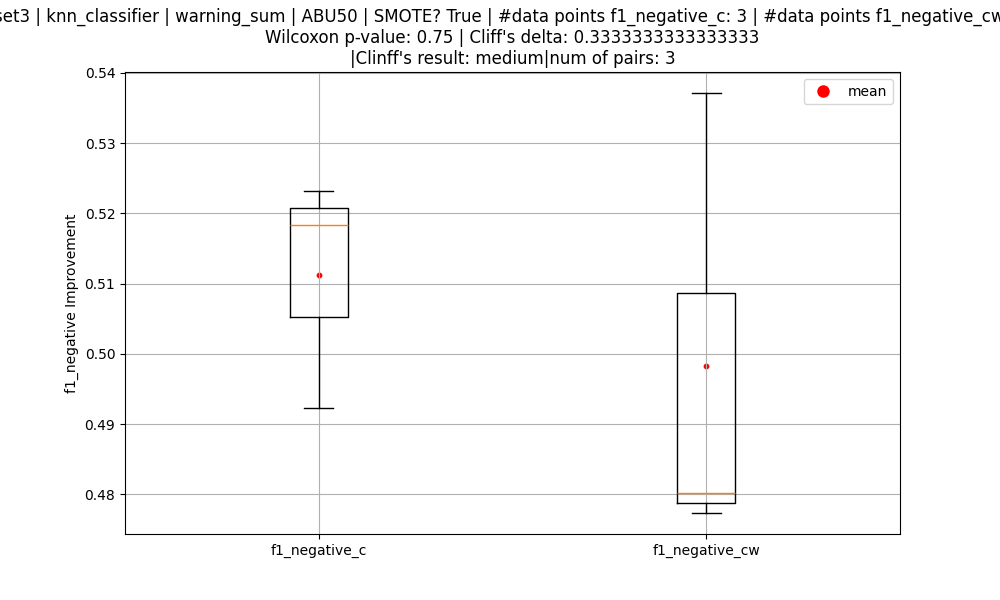 set3 | knn_classifier | warning_sum | ABU50 | SMOTE? True | #data points f1_negative_c: 3 | #data points f1_negative_cw
Wilcoxon p-value: 0.75 | Cliff's delta: 0.3333333333333333
|Clinff's result: medium|num of pairs: 3
mean
0.54
0.53
0.52
0.51
0.50
0.49
0.48
f1_negative Improvement
f1_negative_c
f1_negative_cw